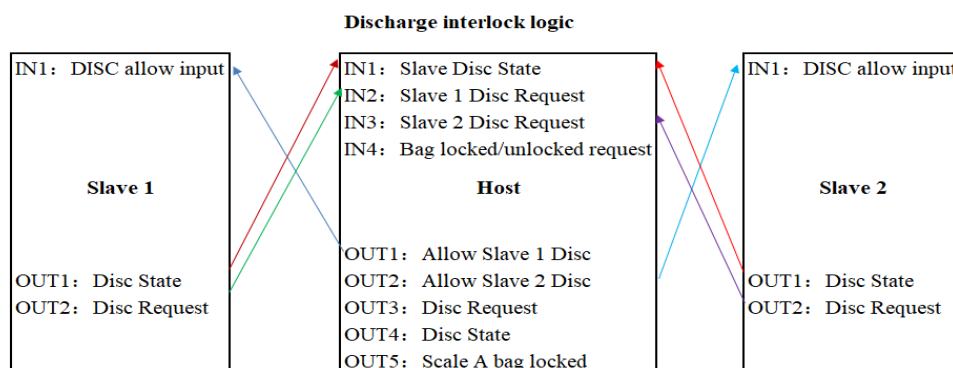 Discharge interlock logic
IN1：DISC allow input
IN1：Slave Disc State
IN2：Slave 1 Disc Request
IN3：Slave 2 Disc Request
IN4：Bag locked/unlocked request
IN1：DISC allow input
Slave 1
Host
Slave 2
OUT1：Disc State
OUT2：Disc Request
OUT1：Allow Slave 1 Disc
OUT2：Allow Slave 2 Disc
OUT3：Disc Request
OUT4：Disc State
OUT5：Scale A bag locked
OUT1：Disc State
OUT2：Disc Request